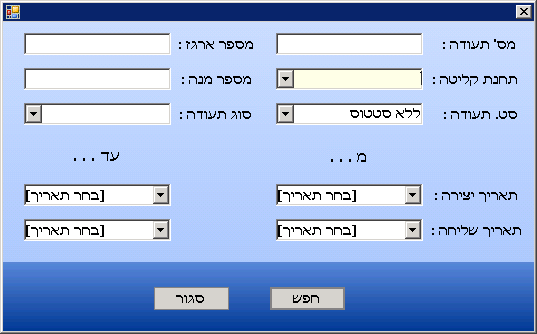 מס' תעודה : מספר ארגז :
תחנת קליטה : מספר מנה :
סט. תעודה : ללא סטטוס סוג תעודה :
מ . . . עד . . .
תאריך יצירה : [בחר תאריך] [בחר תאריך]
תאריך שליחה : [בחר תאריך] [בחר תאריך]
חפש סגור